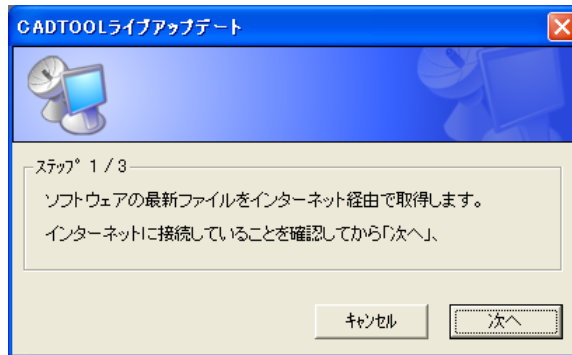 CADTOOLライブアップデート
ステップ 1 / 3
ソフトウェアの最新ファイルをインターネット経由で取得します。
インターネットに接続していることを確認してから「次へ」、
キャンセル
次へ